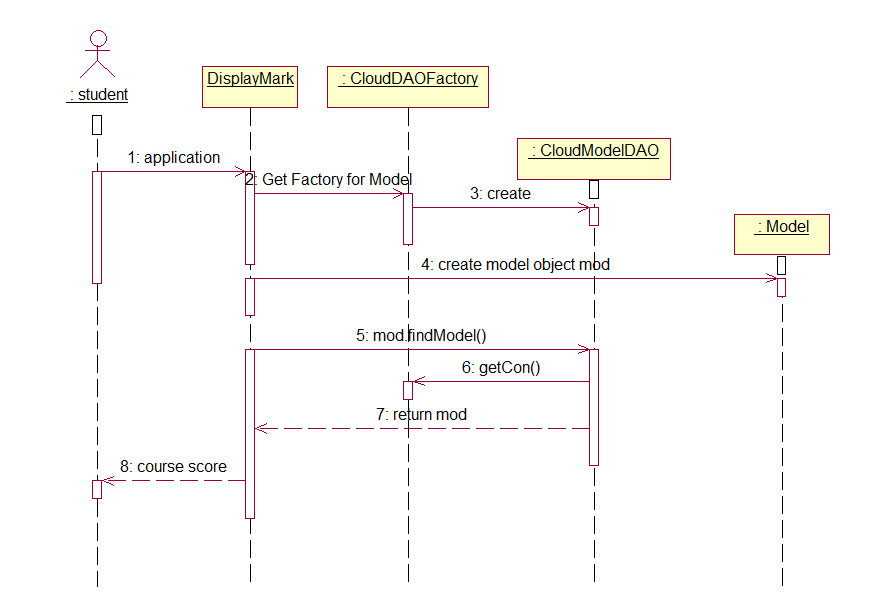 : student
DisplayMark
: CloudDAOFactory
: CloudModelDAO
: Model
1: application
2: Get Factory for Model
3: create
4: create model object mod
5: mod.findModel()
6: getCon()
7: return mod
8: course score